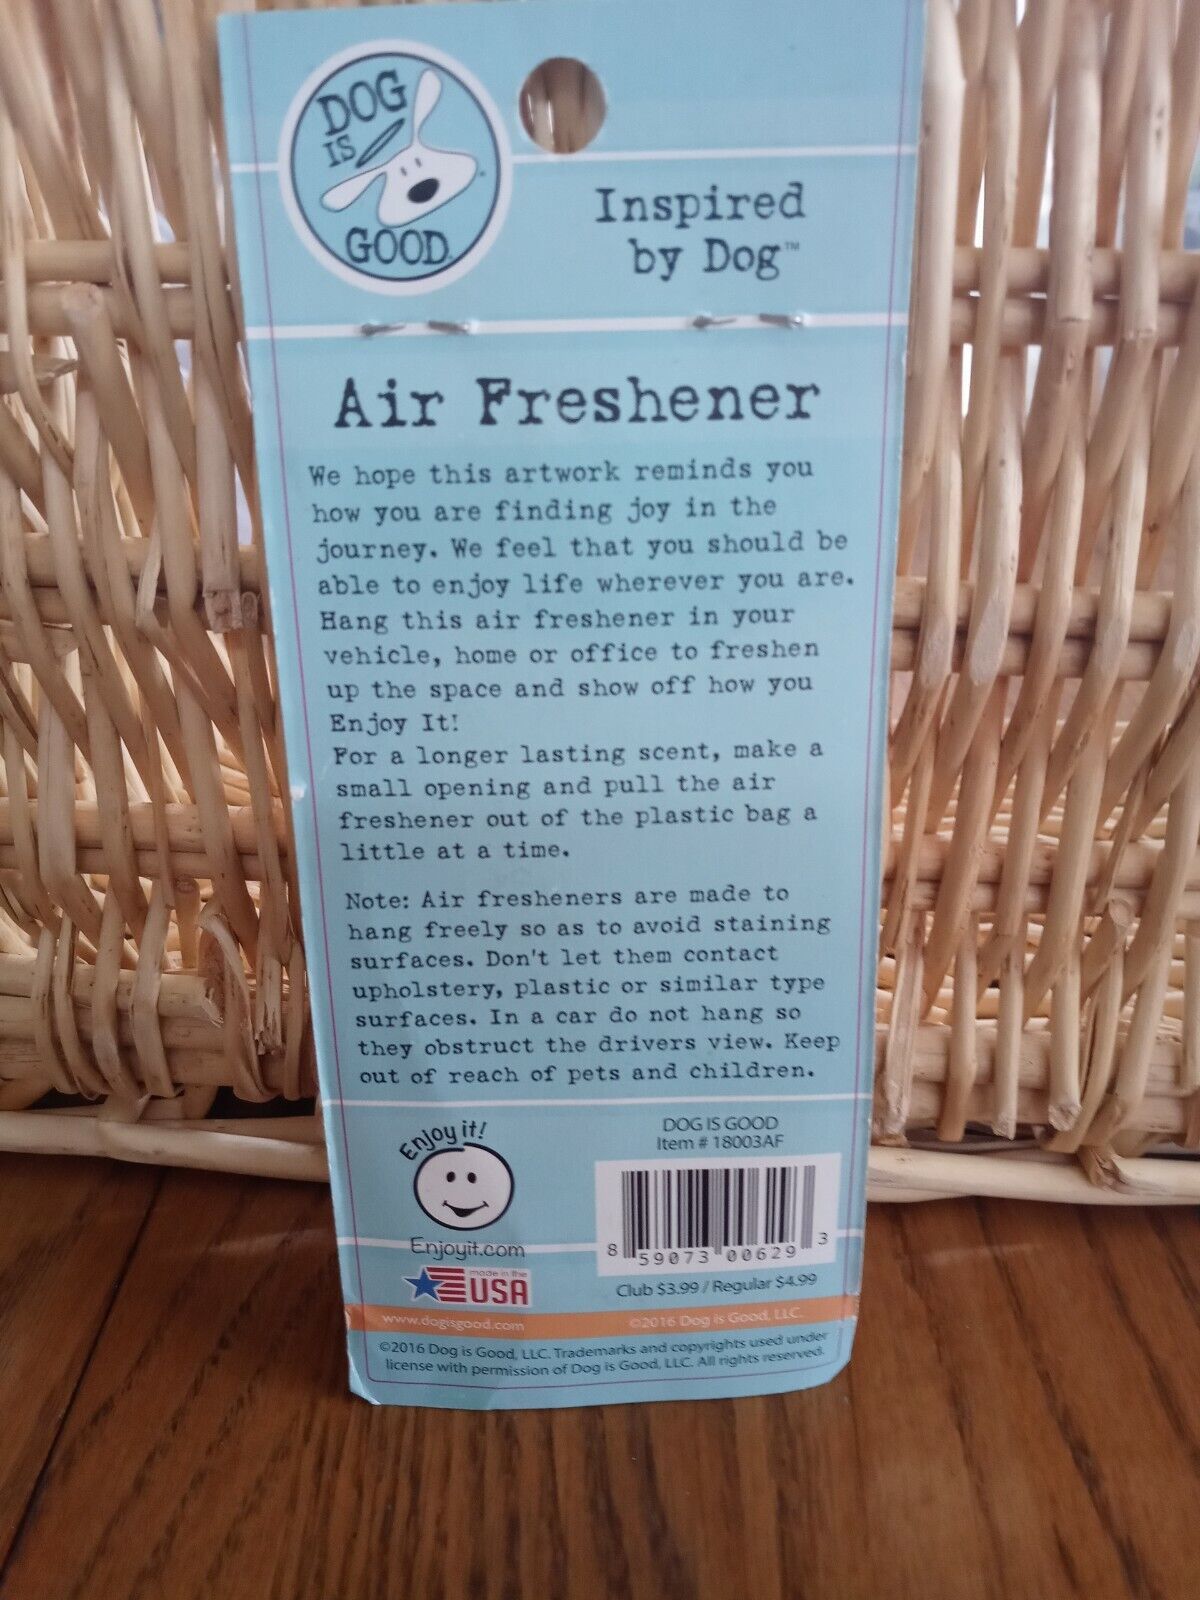 DOG
IS
GOOD
Inspired
by Dog™
Air Freshener
We hope this artwork reminds you
how you are finding joy in the
journey. We feel that you should be
able to enjoy life wherever you are.
Hang this air freshener in your
vehicle, home or office to freshen
up the space and show off how you
Enjoy It!
For a longer lasting scent, make a
small opening and pull the air
freshener out of the plastic bag a
little at a time.
Note: Air fresheners are made to
hang freely so as to avoid staining
surfaces. Don't let them contact
upholstery, plastic or similar type
surfaces. In a car do not hang so
they obstruct the drivers view. Keep
out of reach of pets and children.
Enjoy it!
Enjoyit.com
made in the
USA
DOG IS GOOD
Item # 18003AF
8 59073 00629 3
Club $3.99 / Regular $4.99
www.dogisgood.com ©2016 Dog is Good, LLC.
©2016 Dog is Good, LLC. Trademarks and copyrights used under
license with permission of Dog is Good, LLC. All rights reserved.